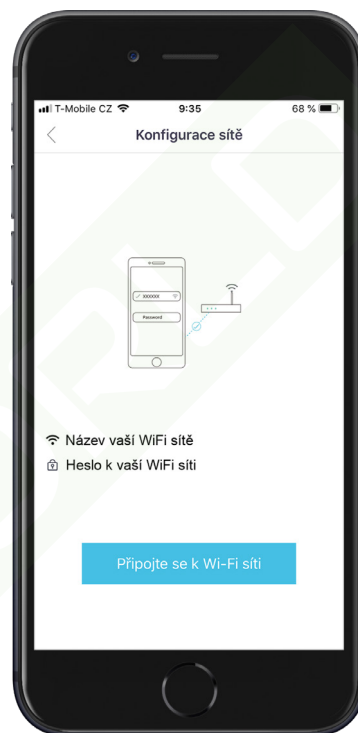 T-Mobile CZ 9:35 68 %
Konfigurace sítě
XXXXXX
Password
Název vaší WiFi sítě
Heslo k vaší WiFi síti
Připojte se k Wi-Fi síti